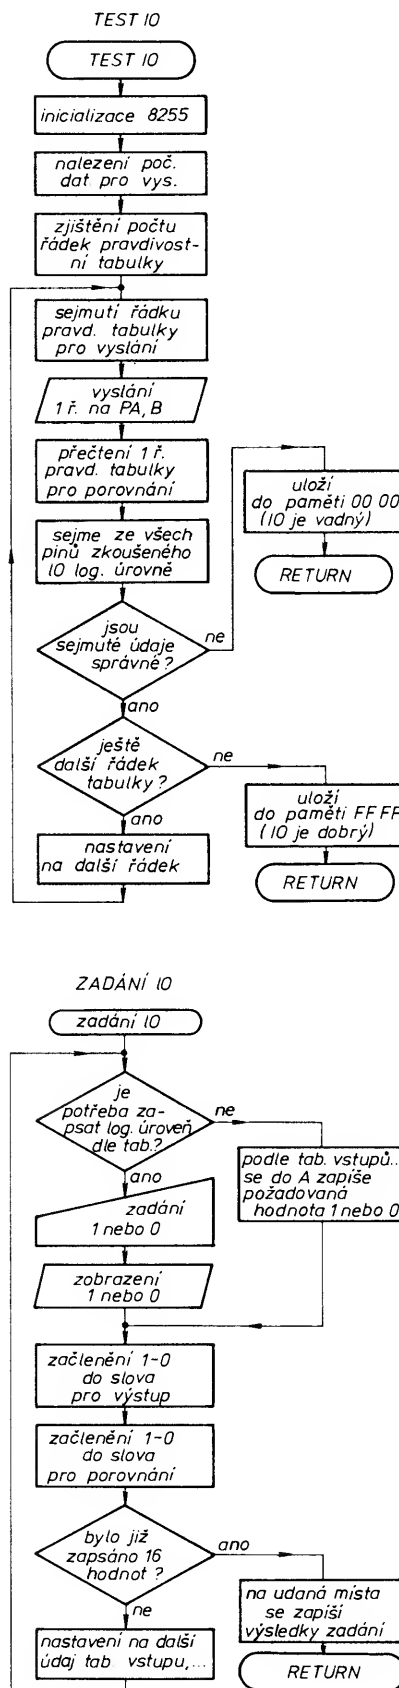 TEST IO
TEST IO
inicializace 8255
nalezení poč.
dat pro vys.
zjištění počtu
řádek pravdivost-
ní tabulky
sejmutí řádku
pravd. tabulky
pro vyslání
vyslání
1 ř. na PA, B
přečtení 1 ř.
pravd. tabulky
pro porovnání
sejme ze všech
pinů zkoušeného
IO log. úrovně
jsou
sejmuté údaje
správné?
ne
uloží
do paměti 00 00
(IO je vadný)
RETURN
ano
ještě
další řádek
tabulky?
ne
uloží
do paměti FF FF
(IO je dobrý)
RETURN
ano
nastavení
na další řádek
ZADÁNÍ IO
zadání IO
je
potřeba za-
psat log. úroveň
dle tab.?
ne
podle tab. vstupů..
se do A zapíše
požadovaná
hodnota 1 nebo 0
ano
zadání
1 nebo 0
zobrazení
1 nebo 0
začlenění 1-0
do slova
pro výstup
začlenění 1-0
do slova
pro porovnání
bylo již
zapsáno 16
hodnot?
ano
na udaná místa
se zapíší
výsledky zadání
RETURN
ne
nastavení na další
údaj tab. vstupu,...